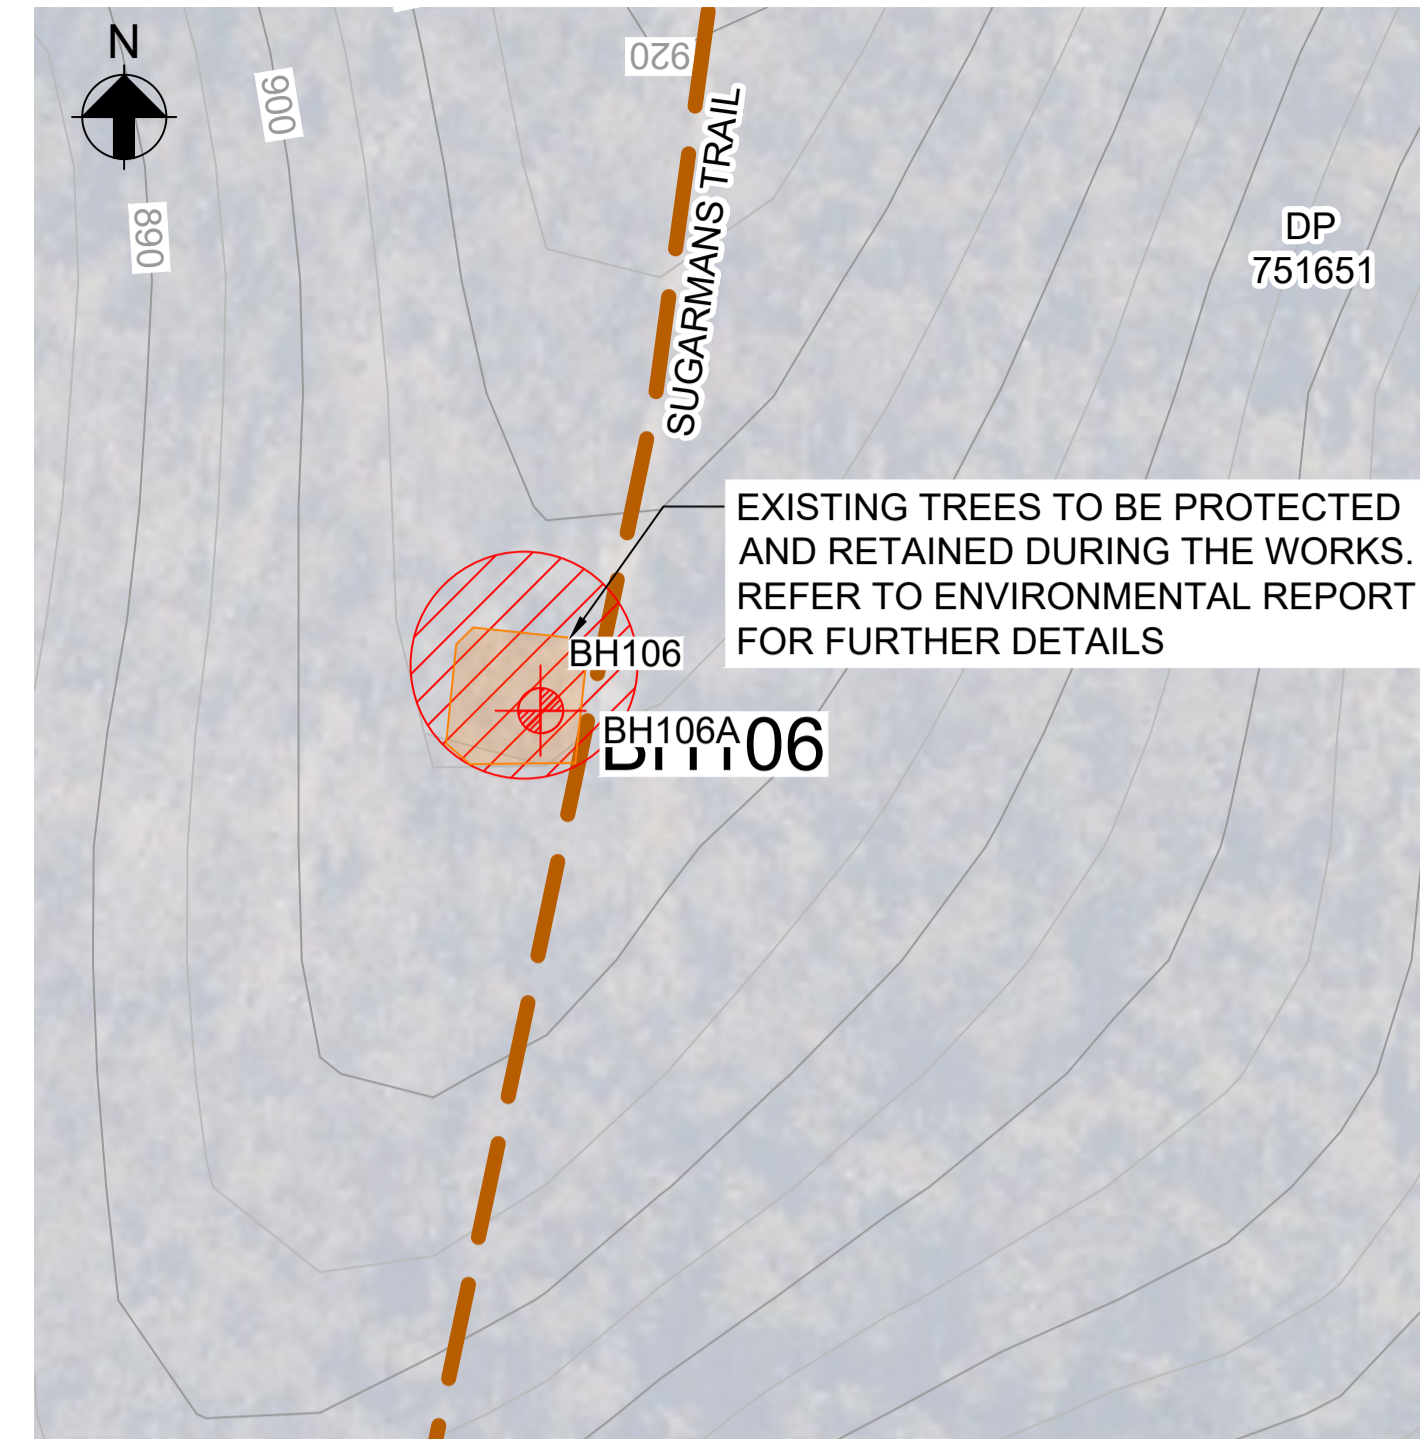 N
920
900
890
SUGARMANS TRAIL
DP
751651
EXISTING TREES TO BE PROTECTED
AND RETAINED DURING THE WORKS.
REFER TO ENVIRONMENTAL REPORT
FOR FURTHER DETAILS
BH106
BH106A
BH106